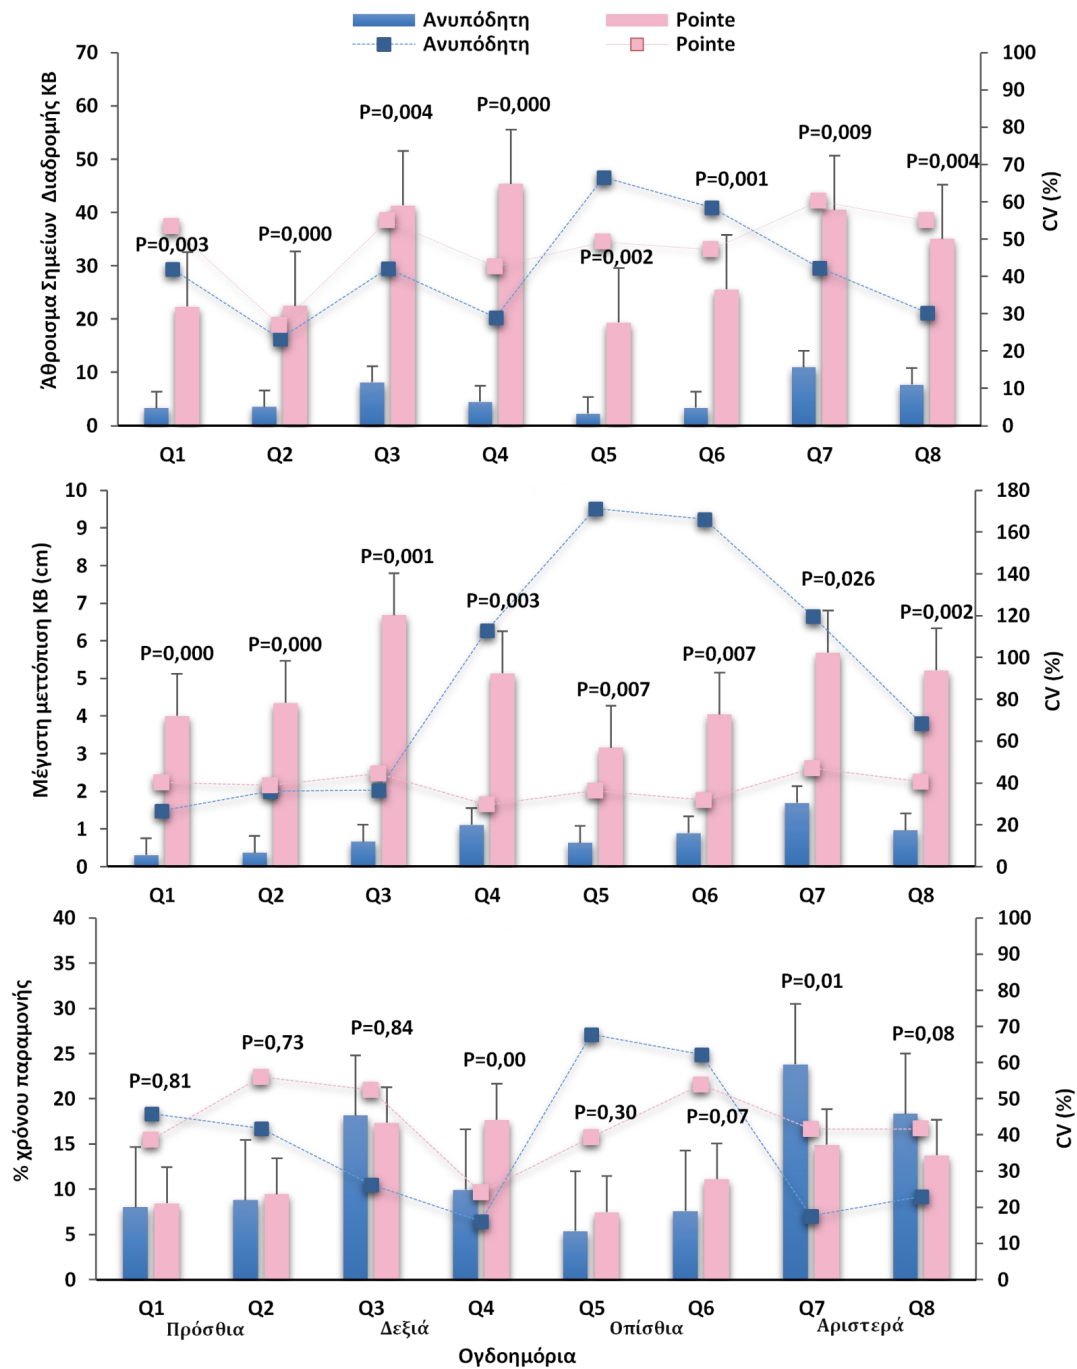 Ανυπόδητη Pointe
Ανυπόδητη Pointe
Άθροισμα Σημείων Διαδρομής ΚΒ
CV (%)
70 60 50 40 30 20 10 0
100 90 80 70 60 50 40 30 20 10 0
P=0,003 P=0,000 P=0,004 P=0,000 P=0,002 P=0,001 P=0,009 P=0,004
Q1 Q2 Q3 Q4 Q5 Q6 Q7 Q8
Μέγιστη μεττόπιση ΚΒ (cm)
CV (%)
10 9 8 7 6 5 4 3 2 1 0
180 160 140 120 100 80 60 40 20 0
P=0,000 P=0,000 P=0,001 P=0,003 P=0,007 P=0,007 P=0,026 P=0,002
Q1 Q2 Q3 Q4 Q5 Q6 Q7 Q8
% χρόνου παραμονής
CV (%)
40 35 30 25 20 15 10 5 0
100 90 80 70 60 50 40 30 20 10 0
P=0,81 P=0,73 P=0,84 P=0,00 P=0,30 P=0,07 P=0,01 P=0,08
Q1 Q2 Q3 Q4 Q5 Q6 Q7 Q8
Πρόσθια Δεξιά Οπίσθια Αριστερά
Ογδοημόρια